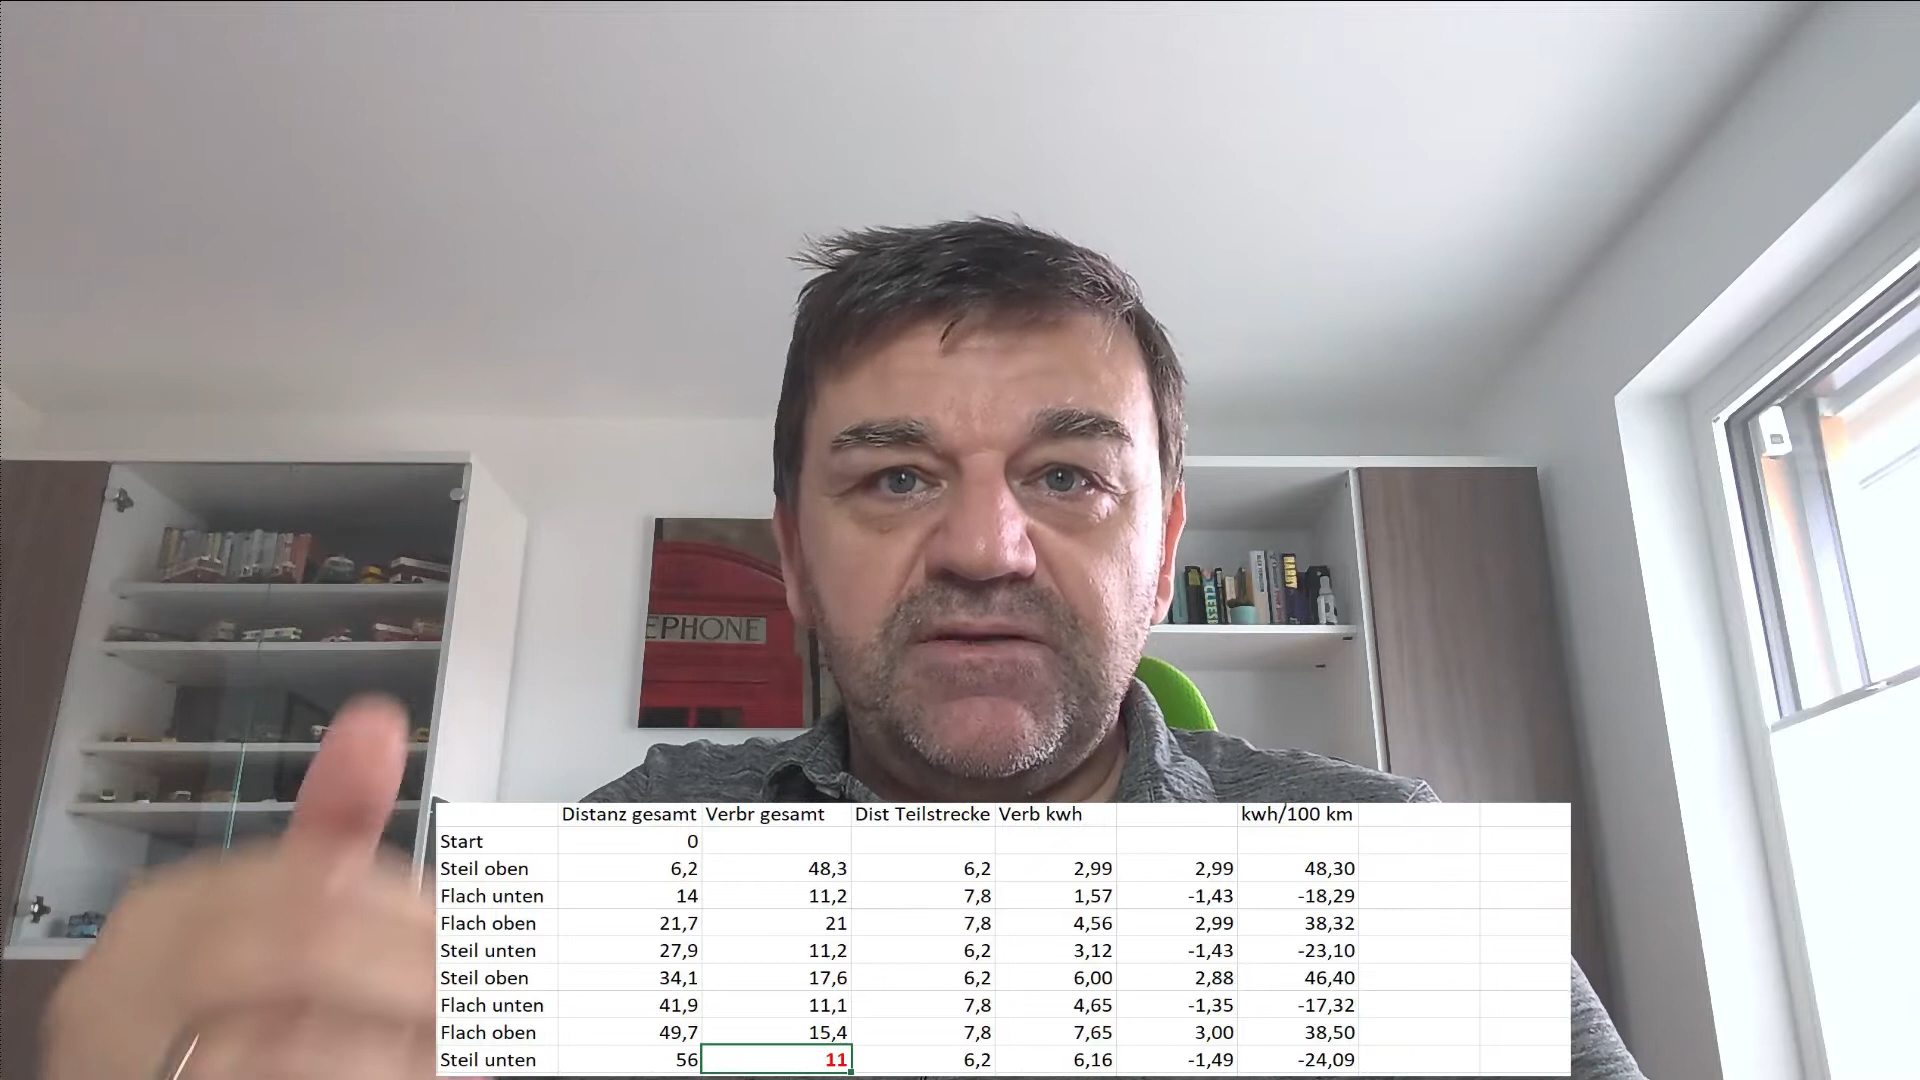 EPHONE
Distanz gesamt Verbr gesamt Dist Teilstrecke Verb kwh kwh/100 km
Start 0
Steil oben 6,2 48,3 6,2 2,99 2,99 48,30
Flach unten 14 11,2 7,8 1,57 -1,43 -18,29
Flach oben 21,7 21 7,8 4,56 2,99 38,32
Steil unten 27,9 11,2 6,2 3,12 -1,43 -23,10
Steil oben 34,1 17,6 6,2 6,00 2,88 46,40
Flach unten 41,9 11,1 7,8 4,65 -1,35 -17,32
Flach oben 49,7 15,4 7,8 7,65 3,00 38,50
Steil unten 56 11 6,2 6,16 -1,49 -24,09